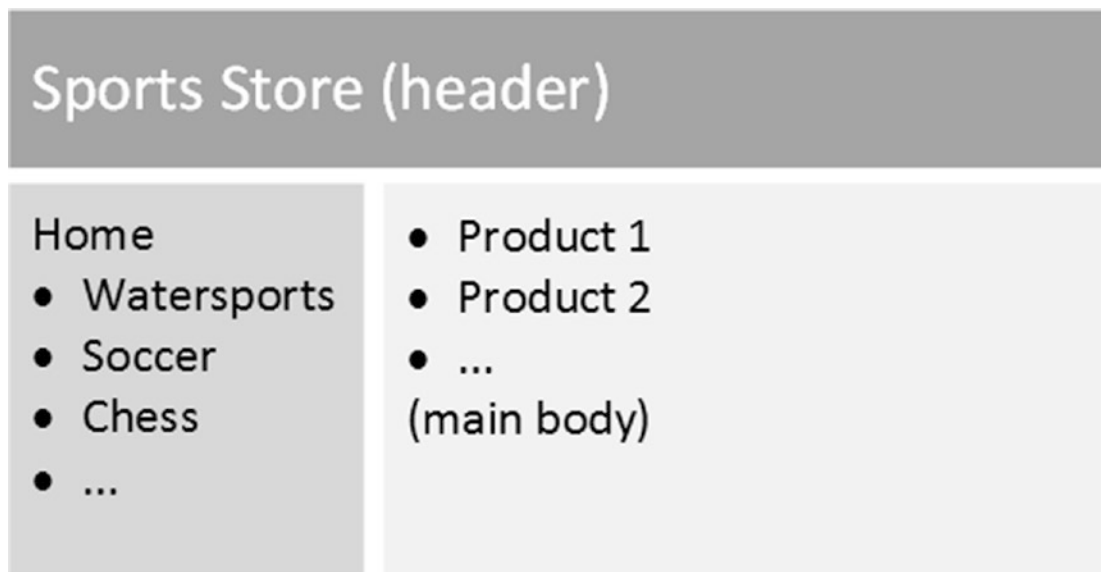 Sports Store (header)
Home
• Watersports
• Soccer
• Chess
• ...
• Product 1
• Product 2
• ...
(main body)